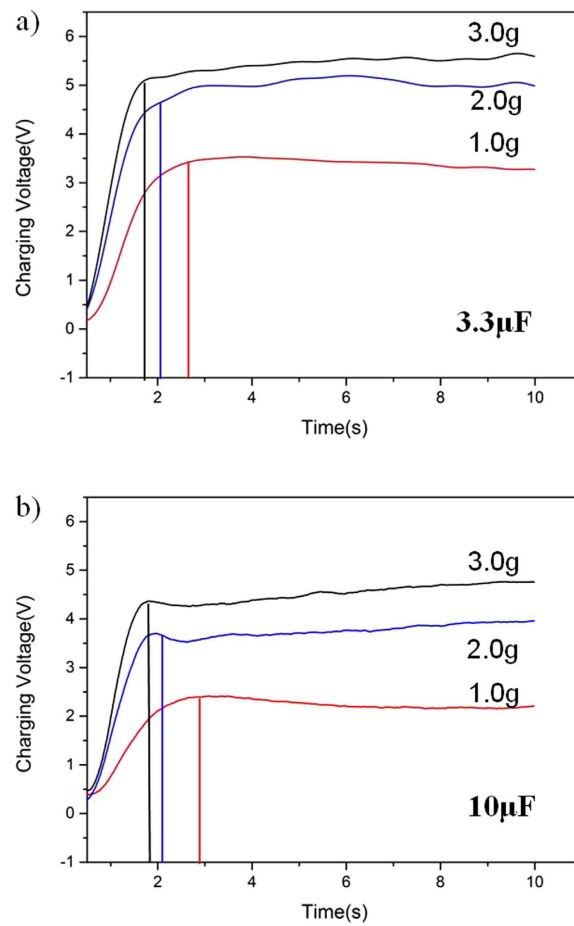 a)
6
5
4
3
2
1
0
-1
Charging Voltage(V)
3.0g
2.0g
1.0g
3.3μF
2 4 6 8 10
Time(s)
b)
6
5
4
3
2
1
0
-1
Charging Voltage(V)
3.0g
2.0g
1.0g
10μF
2 4 6 8 10
Time(s)